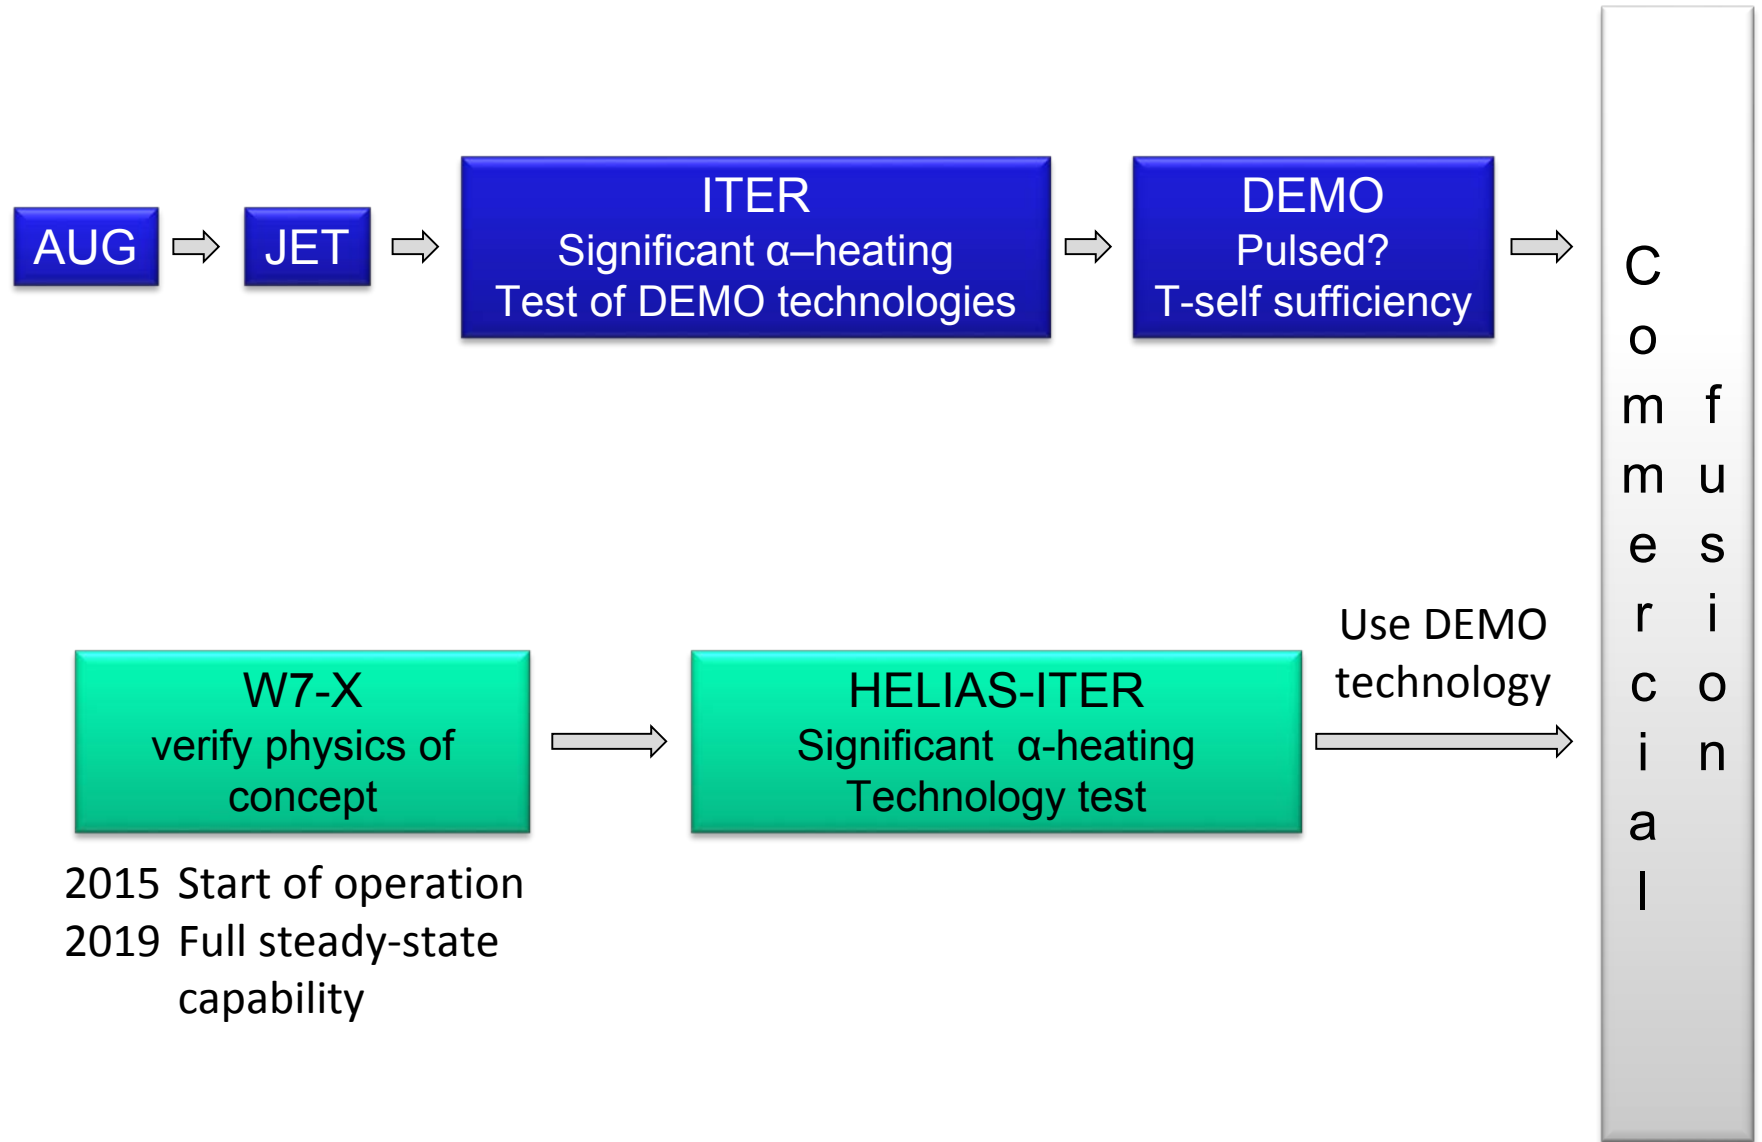 AUG
JET
ITER
Significant α–heating
Test of DEMO technologies
DEMO
Pulsed?
T-self sufficiency
W7-X
verify physics of
concept
2015 Start of operation
2019 Full steady-state
capability
HELIAS-ITER
Significant α-heating
Technology test
Use DEMO
technology
Commercial
fusion